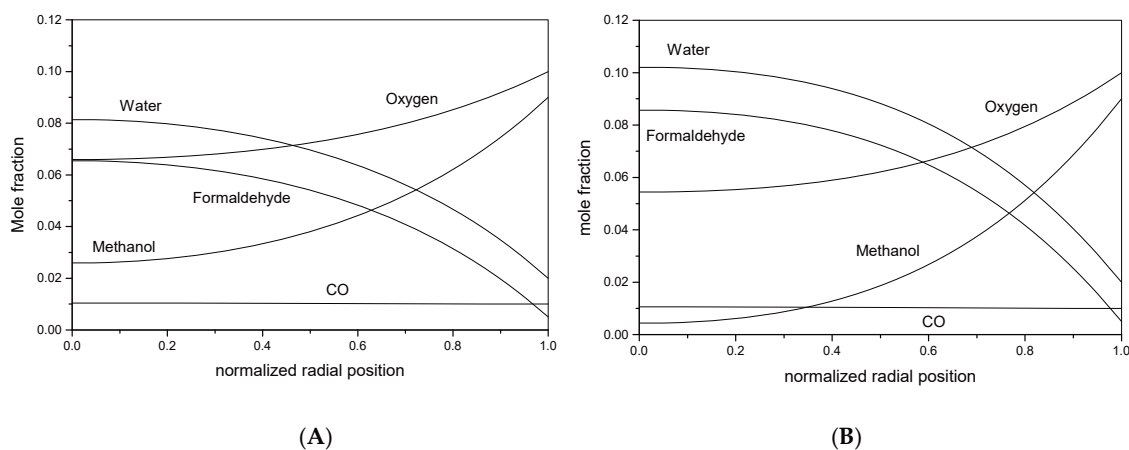 0.12
0.10
0.08
0.06
0.04
0.02
0.00
Mole fraction
Water
Oxygen
Formaldehyde
Methanol
CO
0.0 0.2 0.4 0.6 0.8 1.0
normalized radial position
(A)
0.12
0.10
0.08
0.06
0.04
0.02
0.00
mole fraction
Water
Oxygen
Formaldehyde
Methanol
CO
0.0 0.2 0.4 0.6 0.8 1.0
normalized radial position
(B)